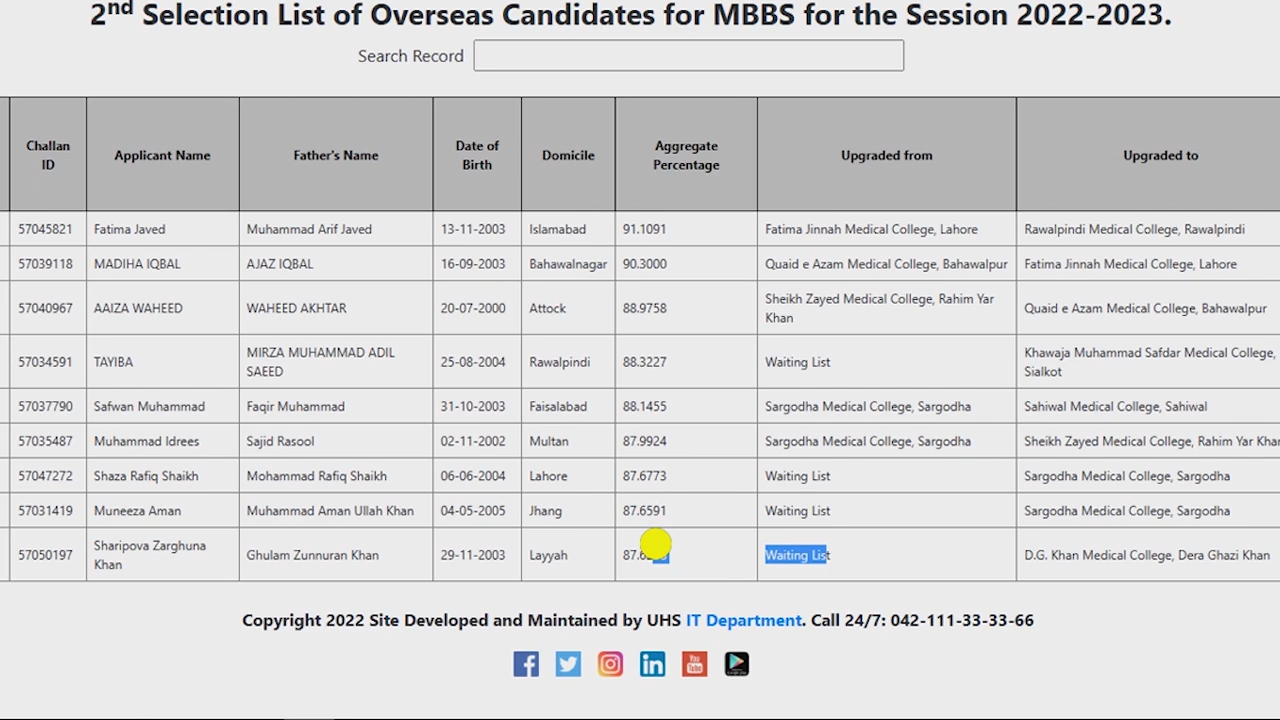 2nd Selection List of Overseas Candidates for MBBS for the Session 2022-2023.
Search Record
Challan ID Applicant Name Father's Name Date of Birth Domicile Aggregate Percentage Upgraded from Upgraded to
57045821 Fatima Javed Muhammad Arif Javed 13-11-2003 Islamabad 91.1091 Fatima Jinnah Medical College, Lahore Rawalpindi Medical College, Rawalpindi
57039118 MADIHA IQBAL AJAZ IQBAL 16-09-2003 Bahawalnagar 90.3000 Quaid e Azam Medical College, Bahawalpur Fatima Jinnah Medical College, Lahore
57040967 AAIZA WAHEED WAHEED AKHTAR 20-07-2000 Attock 88.9758 Sheikh Zayed Medical College, Rahim Yar Khan Quaid e Azam Medical College, Bahawalpur
57034591 TAYIBA MIRZA MUHAMMAD ADIL SAEED 25-08-2004 Rawalpindi 88.3227 Waiting List Khawaja Muhammad Safdar Medical College, Sialkot
57037790 Safwan Muhammad Faqir Muhammad 31-10-2003 Faisalabad 88.1455 Sargodha Medical College, Sargodha Sahiwal Medical College, Sahiwal
57035487 Muhammad Idrees Sajid Rasool 02-11-2002 Multan 87.9924 Sargodha Medical College, Sargodha Sheikh Zayed Medical College, Rahim Yar Khan
57047272 Shaza Rafiq Shaikh Mohammad Rafiq Shaikh 06-06-2004 Lahore 87.6773 Waiting List Sargodha Medical College, Sargodha
57031419 Muneeza Aman Muhammad Aman Ullah Khan 04-05-2005 Jhang 87.6591 Waiting List Sargodha Medical College, Sargodha
57050197 Sharipova Zarghuna Khan Ghulam Zunnuran Khan 29-11-2003 Layyah Waiting List D.G. Khan Medical College, Dera Ghazi Khan
Copyright 2022 Site Developed and Maintained by UHS IT Department. Call 24/7: 042-111-33-33-66
You Tube